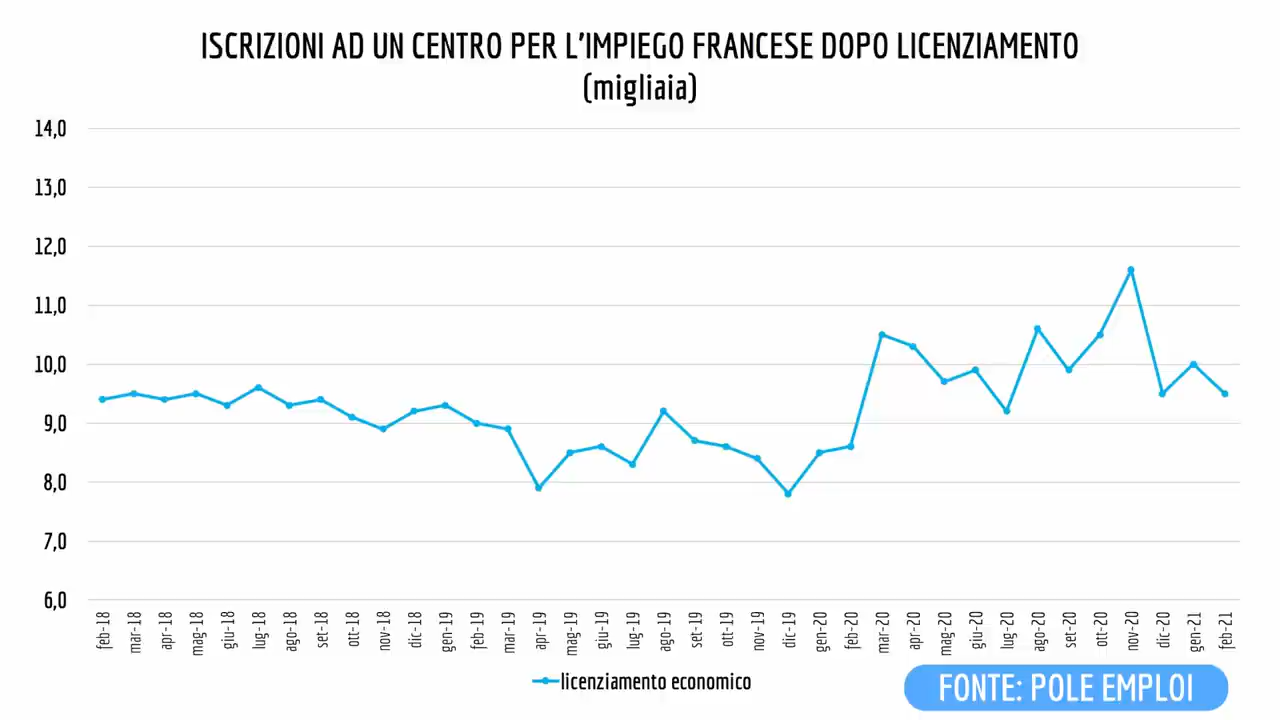 ISCRIZIONI AD UN CENTRO PER L'IMPIEGO FRANCESE DOPO LICENZIAMENTO
(migliaia)
14,0
13,0
12,0
11,0
10,0
9,0
8,0
7,0
6,0
feb-18
mar-18
apr-18
mag-18
giu-18
lug-18
ago-18
set-18
ott-18
nov-18
dic-18
gen-19
feb-19
mar-19
apr-19
mag-19
giu-19
lug-19
ago-19
set-19
ott-19
nov-19
dic-19
gen-20
feb-20
mar-20
apr-20
mag-20
giu-20
lug-20
ago-20
set-20
ott-20
nov-20
dic-20
gen-21
feb-21
licenziamento economico
FONTE: POLE EMPLOI